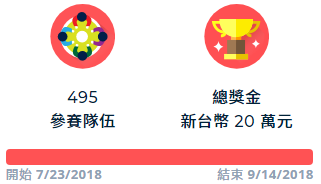 495
參賽隊伍
總獎金
新台幣 20 萬元
開始 7/23/2018
結束 9/14/2018